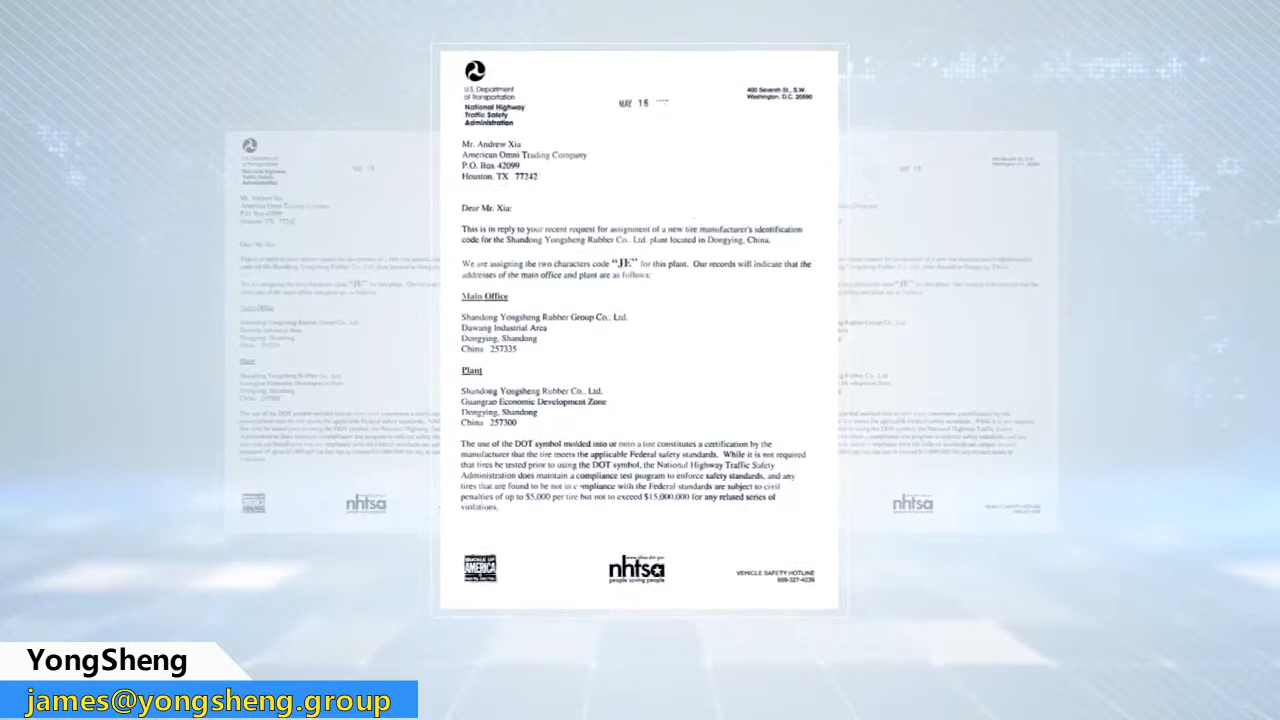 U.S. Department
of Transportation
National Highway
Traffic Safety
Administration
MAY 16
400 Seventh St., S.W.
Washington, D.C. 20590
Mr. Andrew Xia
American Omni Trading Company
P.O. Box 42099
Houston, TX 77242
Dear Mr. Xia:
This is in reply to your recent request for assignment of a new tire manufacturer's identification
code for the Shandong Yongsheng Rubber Co., Ltd. plant located in Dongying, China.
We are assigning the two characters code "JE" for this plant. Our records will indicate that the
addresses of the main office and plant are as follows:
Main Office
Shandong Yongsheng Rubber Group Co., Ltd.
Dawang Industrial Area
Dongying, Shandong
China 257335
Plant
Shandong Yongsheng Rubber Co., Ltd.
Guangrao Economic Development Zone
Dongying, Shandong
China 257300
The use of the DOT symbol molded into or onto a tire constitutes a certification by the
manufacturer that the tire meets the applicable Federal safety standards. While it is not required
that tires be tested prior to using the DOT symbol, the National Highway Traffic Safety
Administration does maintain a compliance test program to enforce safety standards, and any
tires that are found to be not in compliance with the Federal standards are subject to civil
penalties of up to $5,000 per tire but not to exceed $15,000,000 for any related series of
violations.
BUCKLE UP
AMERICA
nhtsa
people saving people
VEHICLE SAFETY HOTLINE
888-327-4236
YongSheng
james@yongsheng.group